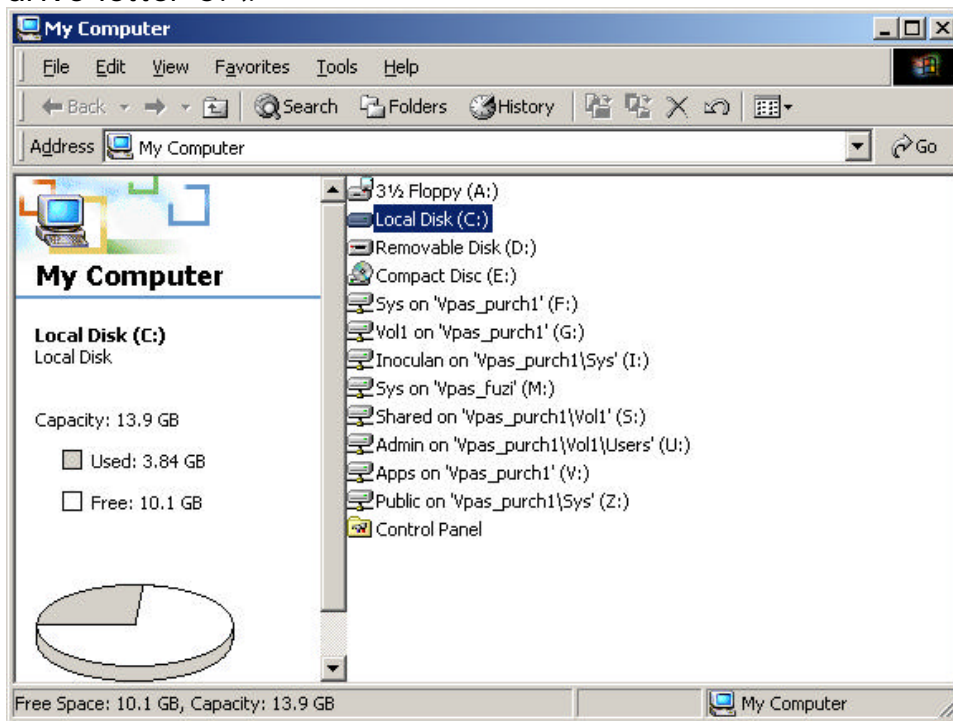 My Computer
File Edit View Favorites Tools Help
Back Search Folders History
Address My Computer Go
My Computer
Local Disk (C:)
Local Disk
Capacity: 13.9 GB
Used: 3.84 GB
Free: 10.1 GB
3½ Floppy (A:)
Local Disk (C:)
Removable Disk (D:)
Compact Disc (E:)
Sys on 'Vpas_purch1' (F:)
Vol1 on 'Vpas_purch1' (G:)
Inoculan on 'Vpas_purch1\Sys' (I:)
Sys on 'Vpas_fuzi' (M:)
Shared on 'Vpas_purch1\Vol1' (S:)
Admin on 'Vpas_purch1\Vol1\Users' (U:)
Apps on 'Vpas_purch1' (V:)
Public on 'Vpas_purch1\Sys' (Z:)
Control Panel
Free Space: 10.1 GB, Capacity: 13.9 GB My Computer